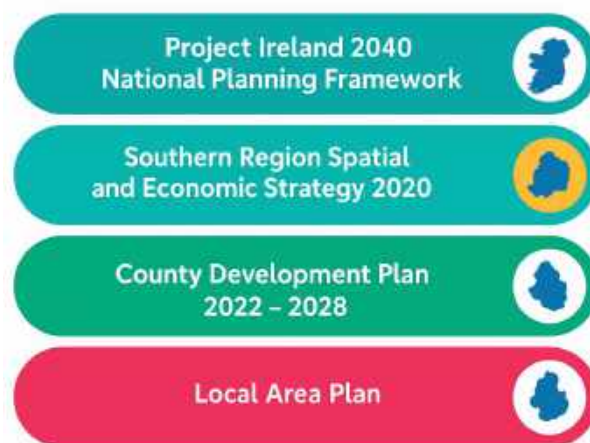 Project Ireland 2040
National Planning Framework
Southern Region Spatial
and Economic Strategy 2020
County Development Plan
2022 – 2028
Local Area Plan